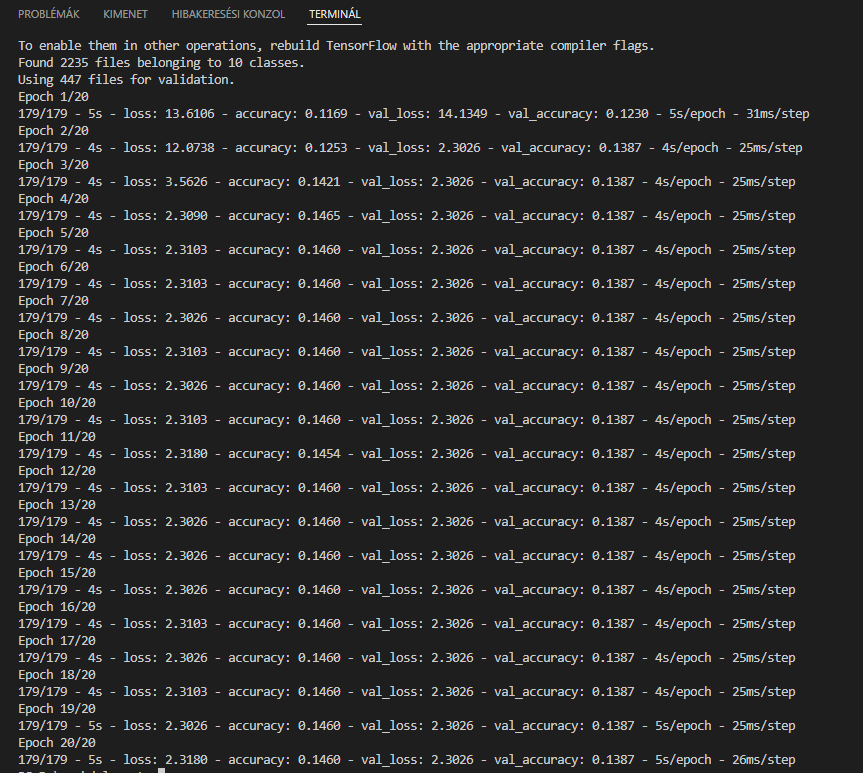 PROBLÉMÁK KIMENET HIBAKERESÉSI KONZOL TERMINÁL
To enable them in other operations, rebuild TensorFlow with the appropriate compiler flags.
Found 2235 files belonging to 10 classes.
Using 447 files for validation.
Epoch 1/20
179/179 - 5s - loss: 13.6106 - accuracy: 0.1169 - val_loss: 14.1349 - val_accuracy: 0.1230 - 5s/epoch - 31ms/step
Epoch 2/20
179/179 - 4s - loss: 12.0738 - accuracy: 0.1253 - val_loss: 2.3026 - val_accuracy: 0.1387 - 4s/epoch - 25ms/step
Epoch 3/20
179/179 - 4s - loss: 3.5626 - accuracy: 0.1421 - val_loss: 2.3026 - val_accuracy: 0.1387 - 4s/epoch - 25ms/step
Epoch 4/20
179/179 - 4s - loss: 2.3090 - accuracy: 0.1465 - val_loss: 2.3026 - val_accuracy: 0.1387 - 4s/epoch - 25ms/step
Epoch 5/20
179/179 - 4s - loss: 2.3103 - accuracy: 0.1460 - val_loss: 2.3026 - val_accuracy: 0.1387 - 4s/epoch - 25ms/step
Epoch 6/20
179/179 - 4s - loss: 2.3103 - accuracy: 0.1460 - val_loss: 2.3026 - val_accuracy: 0.1387 - 4s/epoch - 25ms/step
Epoch 7/20
179/179 - 4s - loss: 2.3026 - accuracy: 0.1460 - val_loss: 2.3026 - val_accuracy: 0.1387 - 4s/epoch - 25ms/step
Epoch 8/20
179/179 - 4s - loss: 2.3103 - accuracy: 0.1460 - val_loss: 2.3026 - val_accuracy: 0.1387 - 4s/epoch - 25ms/step
Epoch 9/20
179/179 - 4s - loss: 2.3026 - accuracy: 0.1460 - val_loss: 2.3026 - val_accuracy: 0.1387 - 4s/epoch - 25ms/step
Epoch 10/20
179/179 - 4s - loss: 2.3103 - accuracy: 0.1460 - val_loss: 2.3026 - val_accuracy: 0.1387 - 4s/epoch - 25ms/step
Epoch 11/20
179/179 - 4s - loss: 2.3180 - accuracy: 0.1454 - val_loss: 2.3026 - val_accuracy: 0.1387 - 4s/epoch - 25ms/step
Epoch 12/20
179/179 - 4s - loss: 2.3103 - accuracy: 0.1460 - val_loss: 2.3026 - val_accuracy: 0.1387 - 4s/epoch - 25ms/step
Epoch 13/20
179/179 - 4s - loss: 2.3026 - accuracy: 0.1460 - val_loss: 2.3026 - val_accuracy: 0.1387 - 4s/epoch - 25ms/step
Epoch 14/20
179/179 - 4s - loss: 2.3026 - accuracy: 0.1460 - val_loss: 2.3026 - val_accuracy: 0.1387 - 4s/epoch - 25ms/step
Epoch 15/20
179/179 - 4s - loss: 2.3026 - accuracy: 0.1460 - val_loss: 2.3026 - val_accuracy: 0.1387 - 4s/epoch - 25ms/step
Epoch 16/20
179/179 - 4s - loss: 2.3103 - accuracy: 0.1460 - val_loss: 2.3026 - val_accuracy: 0.1387 - 4s/epoch - 25ms/step
Epoch 17/20
179/179 - 4s - loss: 2.3026 - accuracy: 0.1460 - val_loss: 2.3026 - val_accuracy: 0.1387 - 4s/epoch - 25ms/step
Epoch 18/20
179/179 - 4s - loss: 2.3103 - accuracy: 0.1460 - val_loss: 2.3026 - val_accuracy: 0.1387 - 4s/epoch - 25ms/step
Epoch 19/20
179/179 - 5s - loss: 2.3026 - accuracy: 0.1460 - val_loss: 2.3026 - val_accuracy: 0.1387 - 5s/epoch - 25ms/step
Epoch 20/20
179/179 - 5s - loss: 2.3180 - accuracy: 0.1460 - val_loss: 2.3026 - val_accuracy: 0.1387 - 5s/epoch - 26ms/step